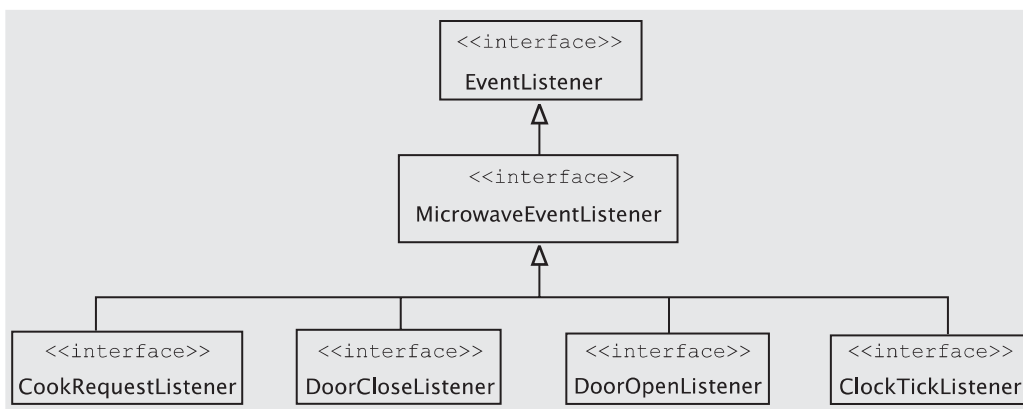 <<interface>>
EventListener
<<interface>>
MicrowaveEventListener
<<interface>>
CookRequestListener
<<interface>>
DoorCloseListener
<<interface>>
DoorOpenListener
<<interface>>
ClockTickListener